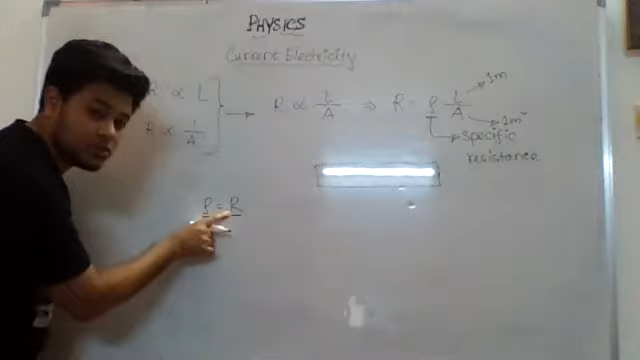 PHYSICS
Current Electricity
R ∝ L
R ∝ 1/A
R ∝ L/A ⇒ R = ρ L/A
1m
1m²
specific
resistance
ρ = R